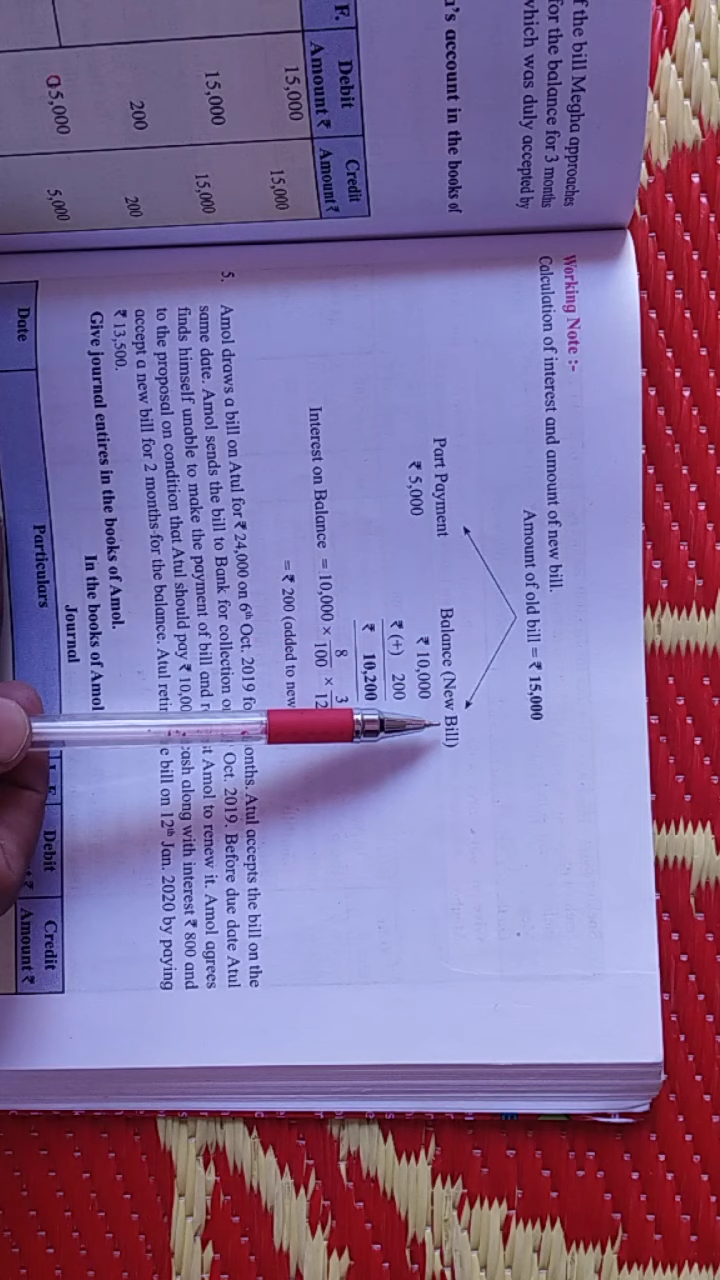 f the bill Megha approaches
for the balance for 3 months
which was duly accepted by
a's account in the books of
F. Debit Amount ₹ Credit Amount ₹
15,000 15,000
15,000 15,000
200 200
5,000 5,000
Working Note :-
Calculation of interest and amount of new bill.
Amount of old bill = ₹ 15,000
Part Payment Balance (New Bill)
₹ 5,000 ₹ 10,000
₹ (+) 200
₹ 10,200
Interest on Balance = 10,000 × 8/100 × 3/12
= ₹ 200 (added to new
5. Amol draws a bill on Atul for ₹ 24,000 on 6th Oct. 2019 fo onths. Atul accepts the bill on the
same date. Amol sends the bill to Bank for collection o Oct. 2019. Before due date Atul
finds himself unable to make the payment of bill and r st Amol to renew it. Amol agrees
to the proposal on condition that Atul should pay ₹ 10,00 cash along with interest ₹ 800 and
accept a new bill for 2 months for the balance. Atul retir e bill on 12th Jan. 2020 by paying
₹ 13,500.
Give journal entires in the books of Amol.
In the books of Amol
Journal
Date Particulars L.F. Debit Amount ₹ Credit Amount ₹